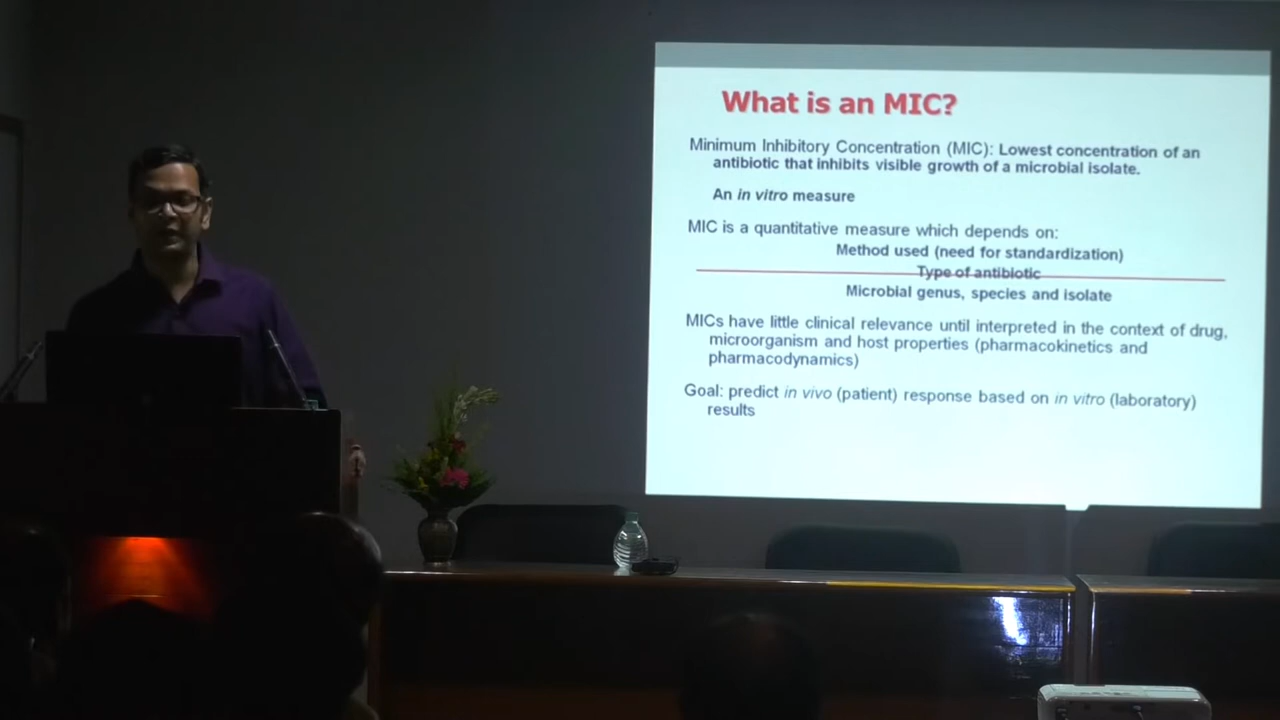 What is an MIC?
Minimum Inhibitory Concentration (MIC): Lowest concentration of an
antibiotic that inhibits visible growth of a microbial isolate.
An in vitro measure
MIC is a quantitative measure which depends on:
Method used (need for standardization)
Type of antibiotic
Microbial genus, species and isolate
MICs have little clinical relevance until interpreted in the context of drug,
microorganism and host properties (pharmacokinetics and
pharmacodynamics)
Goal: predict in vivo (patient) response based on in vitro (laboratory)
results